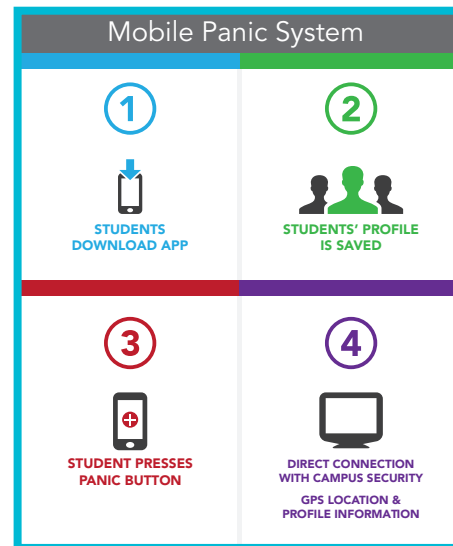 Mobile Panic System
1
STUDENTS
DOWNLOAD APP
2
STUDENTS' PROFILE
IS SAVED
3
STUDENT PRESSES
PANIC BUTTON
4
DIRECT CONNECTION
WITH CAMPUS SECURITY
GPS LOCATION &
PROFILE INFORMATION